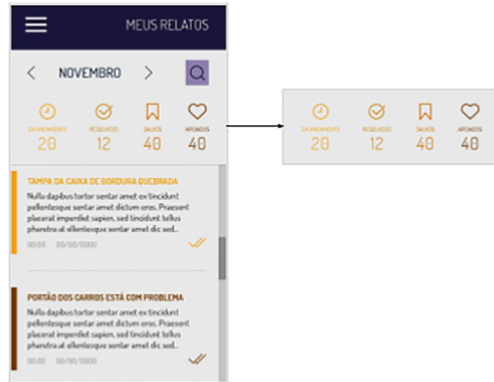 MEUS RELATOS
NOVEMBRO
EM ANDAMENTO RESOLVIDOS SALVOS APOIADOS
20 12 40 40
EM ANDAMENTO RESOLVIDOS SALVOS APOIADOS
20 12 40 40
TAMPA DA CAIXA DE GORDURA QUEBRADA
Nulla dapibus tortor sentar amet ex tincidunt
pellentesque sentar amet dictum eros. Praesent
placerat imperdiet sapien, sed tincidunt tellus
pharetra at ellentesque sentar amet dic sed...
00:00 00/00/0000
PORTÃO DOS CARROS ESTÁ COM PROBLEMA
Nulla dapibus tortor sentar amet ex tincidunt
pellentesque sentar amet dictum eros. Praesent
placerat imperdiet sapien, sed tincidunt tellus
pharetra at ellentesque sentar amet dic sed...
00:00 00/00/0000